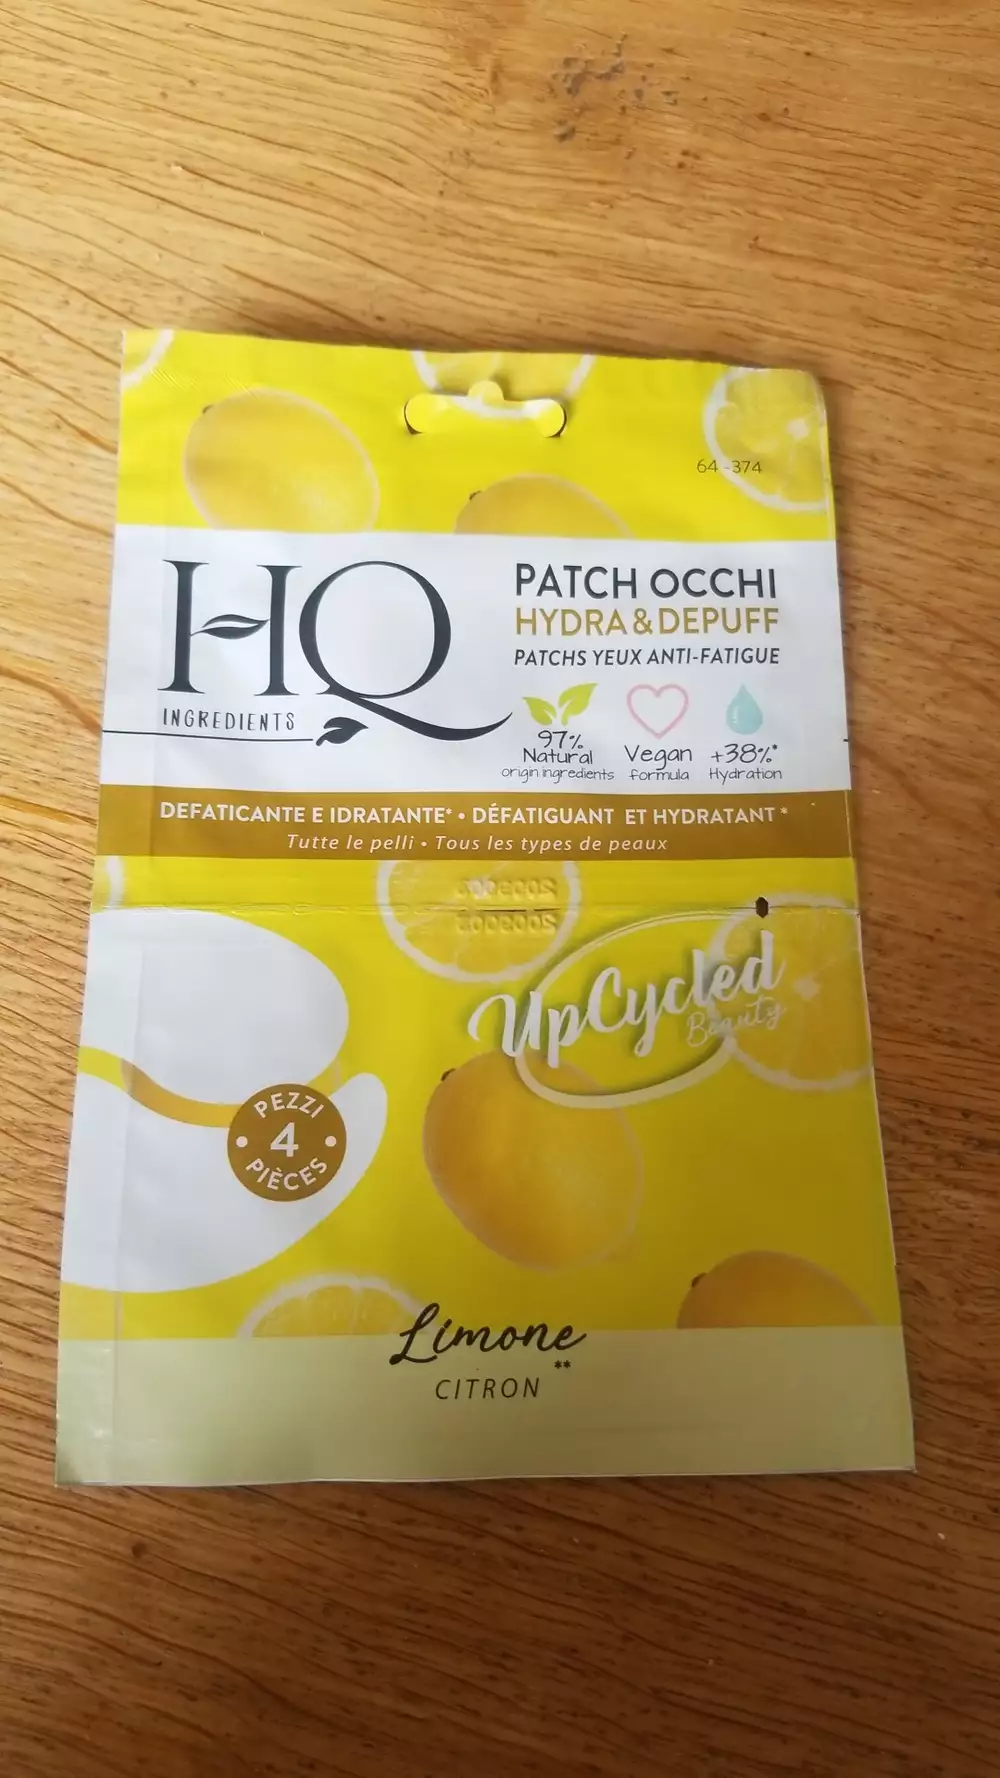 64-374
HQ
INGREDIENTS
PATCH OCCHI
HYDRA & DEPUFF
PATCHS YEUX ANTI-FATIGUE
97%
Natural
origin ingredients
Vegan
formula
+38%*
Hydration
DEFATICANTE E IDRATANTE* • DÉFATIGUANT ET HYDRATANT*
Tutte le pelli • Tous les types de peaux
UpCycled
Beauty
PEZZI
4
PIÈCES
Limone
**
CITRON